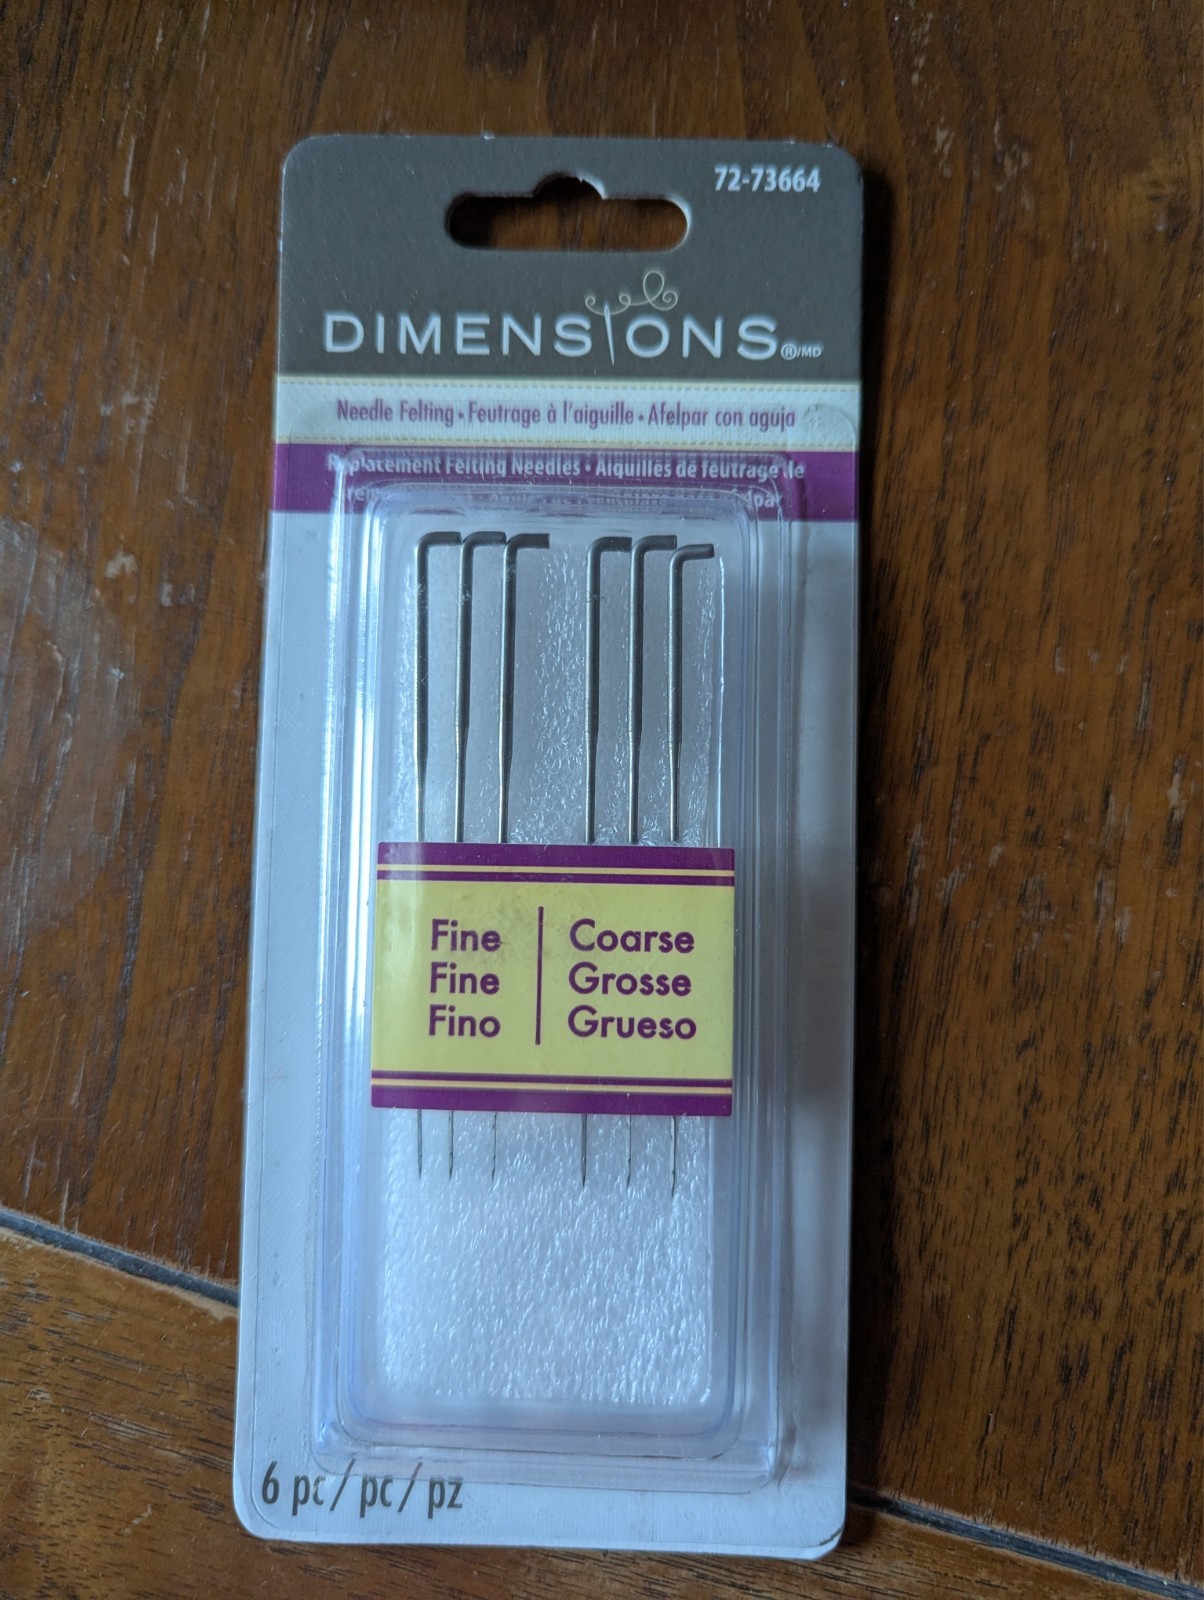 72-73664
DIMENSIONS®/MD
Needle Felting • Feutrage à l'aiguille • Afelpar con aguja
Replacement Felting Needles • Aiguilles de feutrage de
6 pc / pc / pz
Fine
Fine
Fino
Coarse
Grosse
Grueso